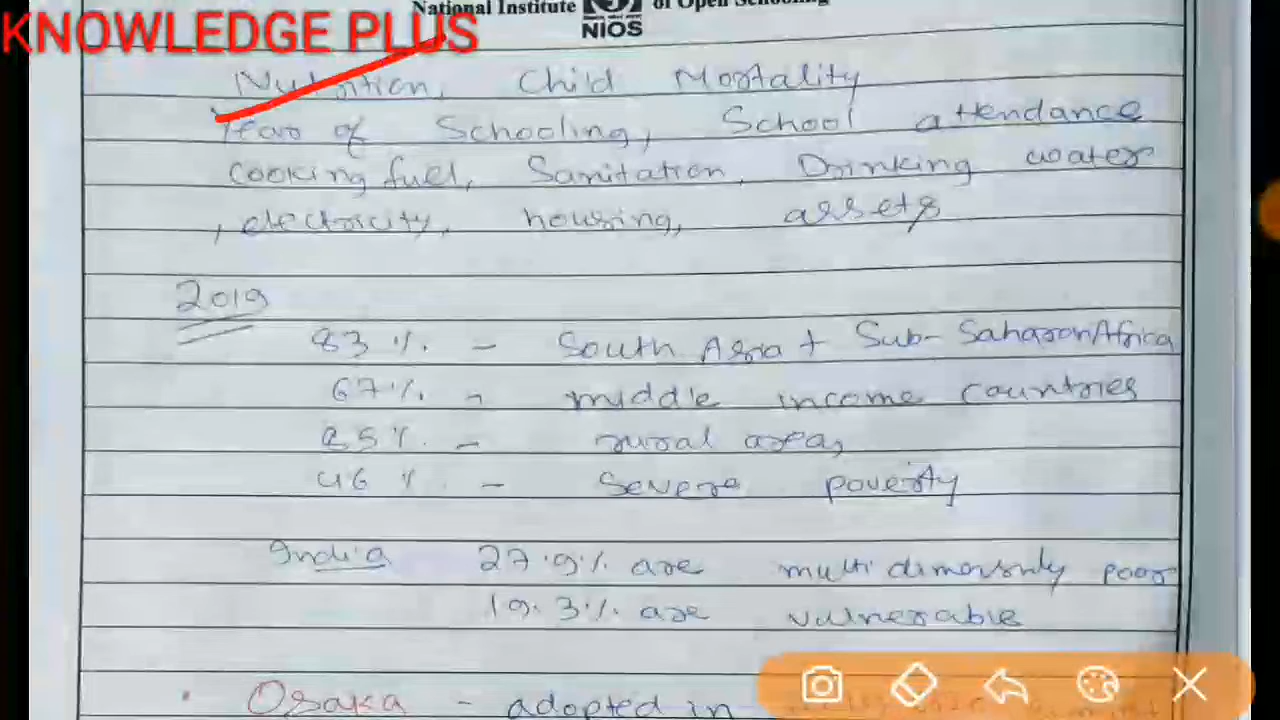 National Institute of Open Schooling
NIOS
KNOWLEDGE PLUS
Nutrition, Child Mortality
Years of Schooling, School attendance
cooking fuel, Sanitation, Drinking water
, electricity, housing, assets
2019
83 % - South Asia + Sub-Saharan Africa
67% - middle income countries
85% - rural area,
46 % - Severe poverty
India 27.9% are multi dimensonly poor
19.3% are vulnerable
• Osaka - adopted in